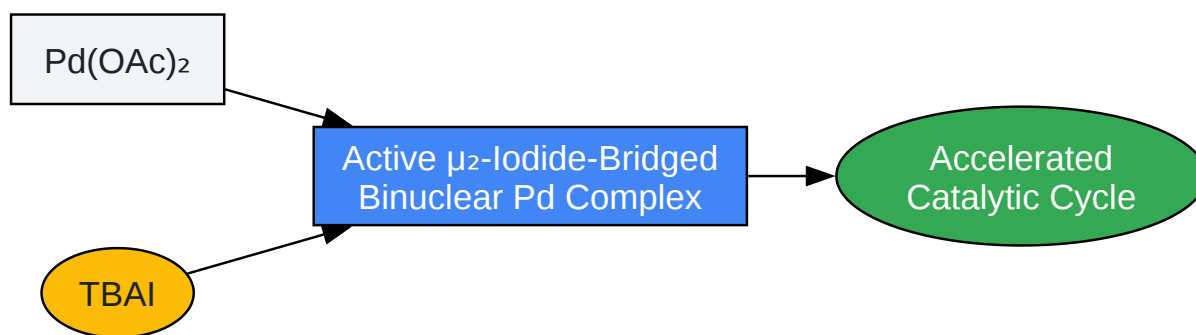 Pd(OAc)₂
Active μ₂-Iodide-Bridged
Binuclear Pd Complex
Accelerated
Catalytic Cycle
TBAI